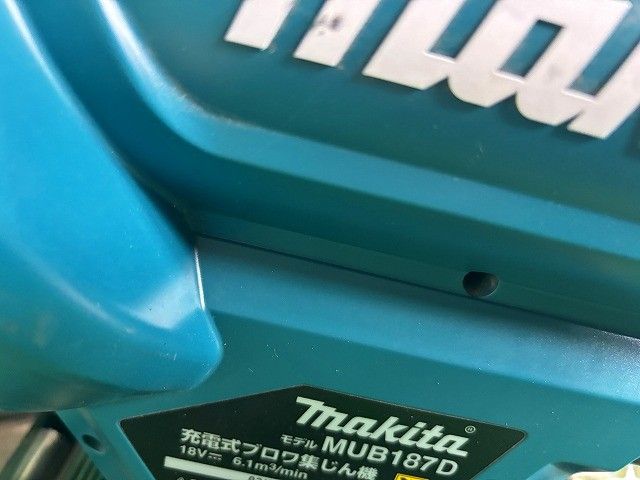 makita
makita®
モデル MUB187D
充電式ブロワ集じん機
18V⎓ 6.1m³/min